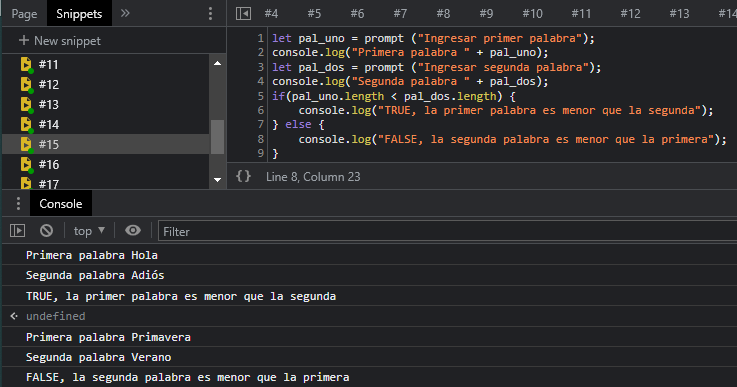 Page Snippets » #4 #5 #6 #7 #8 #9 #10 #11 #12 #13 #14
+ New snippet
#11
#12
#13
#14
#15
#16
#17
1 let pal_uno = prompt ("Ingresar primer palabra");
2 console.log("Primera palabra " + pal_uno);
3 let pal_dos = prompt ("Ingresar segunda palabra");
4 console.log("Segunda palabra " + pal_dos);
5 if(pal_uno.length < pal_dos.length) {
6 console.log("TRUE, la primer palabra es menor que la segunda");
7 } else {
8 console.log("FALSE, la segunda palabra es menor que la primera");
9 }
{} Line 8, Column 23
Console
top ▼ Filter
Primera palabra Hola
Segunda palabra Adiós
TRUE, la primer palabra es menor que la segunda
undefined
Primera palabra Primavera
Segunda palabra Verano
FALSE, la segunda palabra es menor que la primera